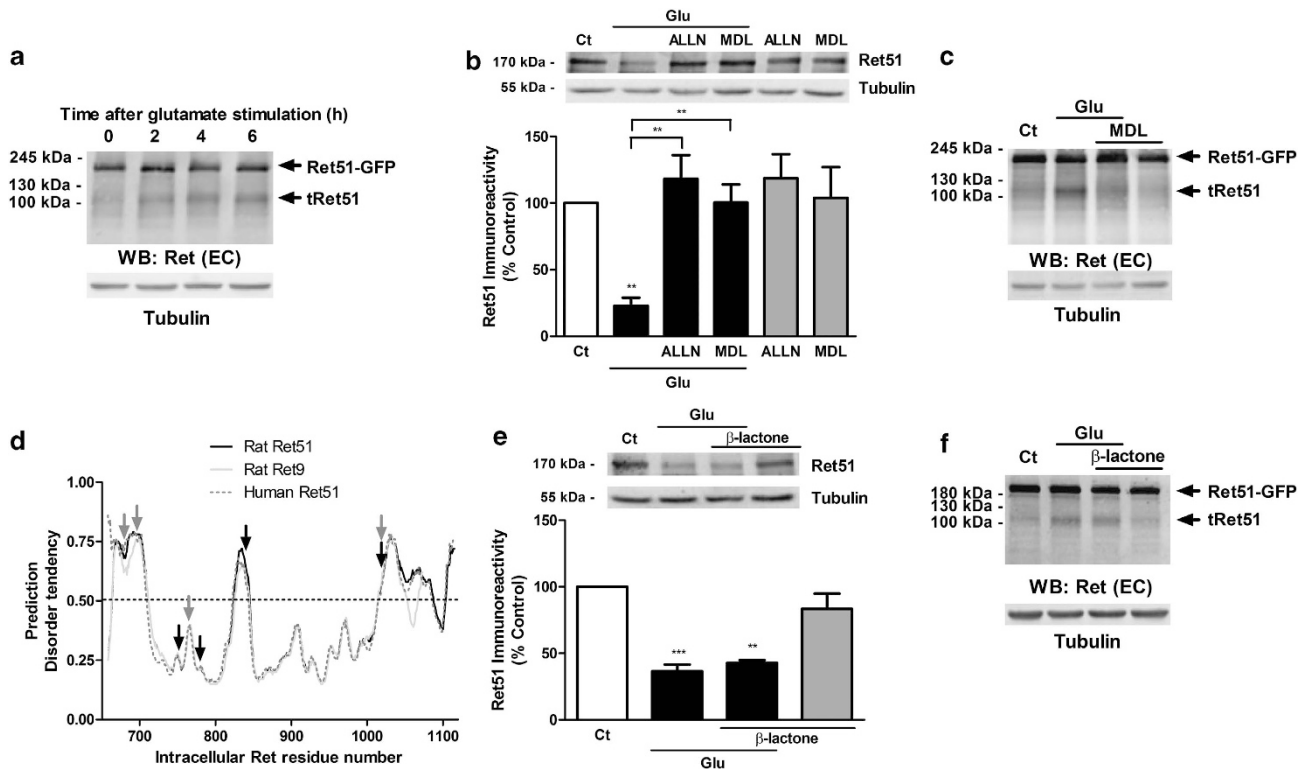 a
Time after glutamate stimulation (h)
0 2 4 6
245 kDa -
130 kDa -
100 kDa -
Ret51-GFP
tRet51
WB: Ret (EC)
Tubulin
b
Glu
Ct ALLN MDL ALLN MDL
170 kDa - Ret51
55 kDa - Tubulin
Ret51 Immunoreactivity
(% Control)
150
100
50
0
**
**
**
Ct ALLN MDL ALLN MDL
Glu
c
Glu
Ct MDL
245 kDa -
130 kDa -
100 kDa -
Ret51-GFP
tRet51
WB: Ret (EC)
Tubulin
d
Rat Ret51
Rat Ret9
Human Ret51
Prediction
Disorder tendency
1.00
0.75
0.50
0.25
0.00
700 800 900 1000 1100
Intracellular Ret residue number
e
Glu
Ct β-lactone
170 kDa - Ret51
55 kDa - Tubulin
Ret51 Immunoreactivity
(% Control)
150
100
50
0
*** **
Ct β-lactone
Glu
f
Glu
Ct β-lactone
180 kDa -
130 kDa -
100 kDa -
Ret51-GFP
tRet51
WB: Ret (EC)
Tubulin